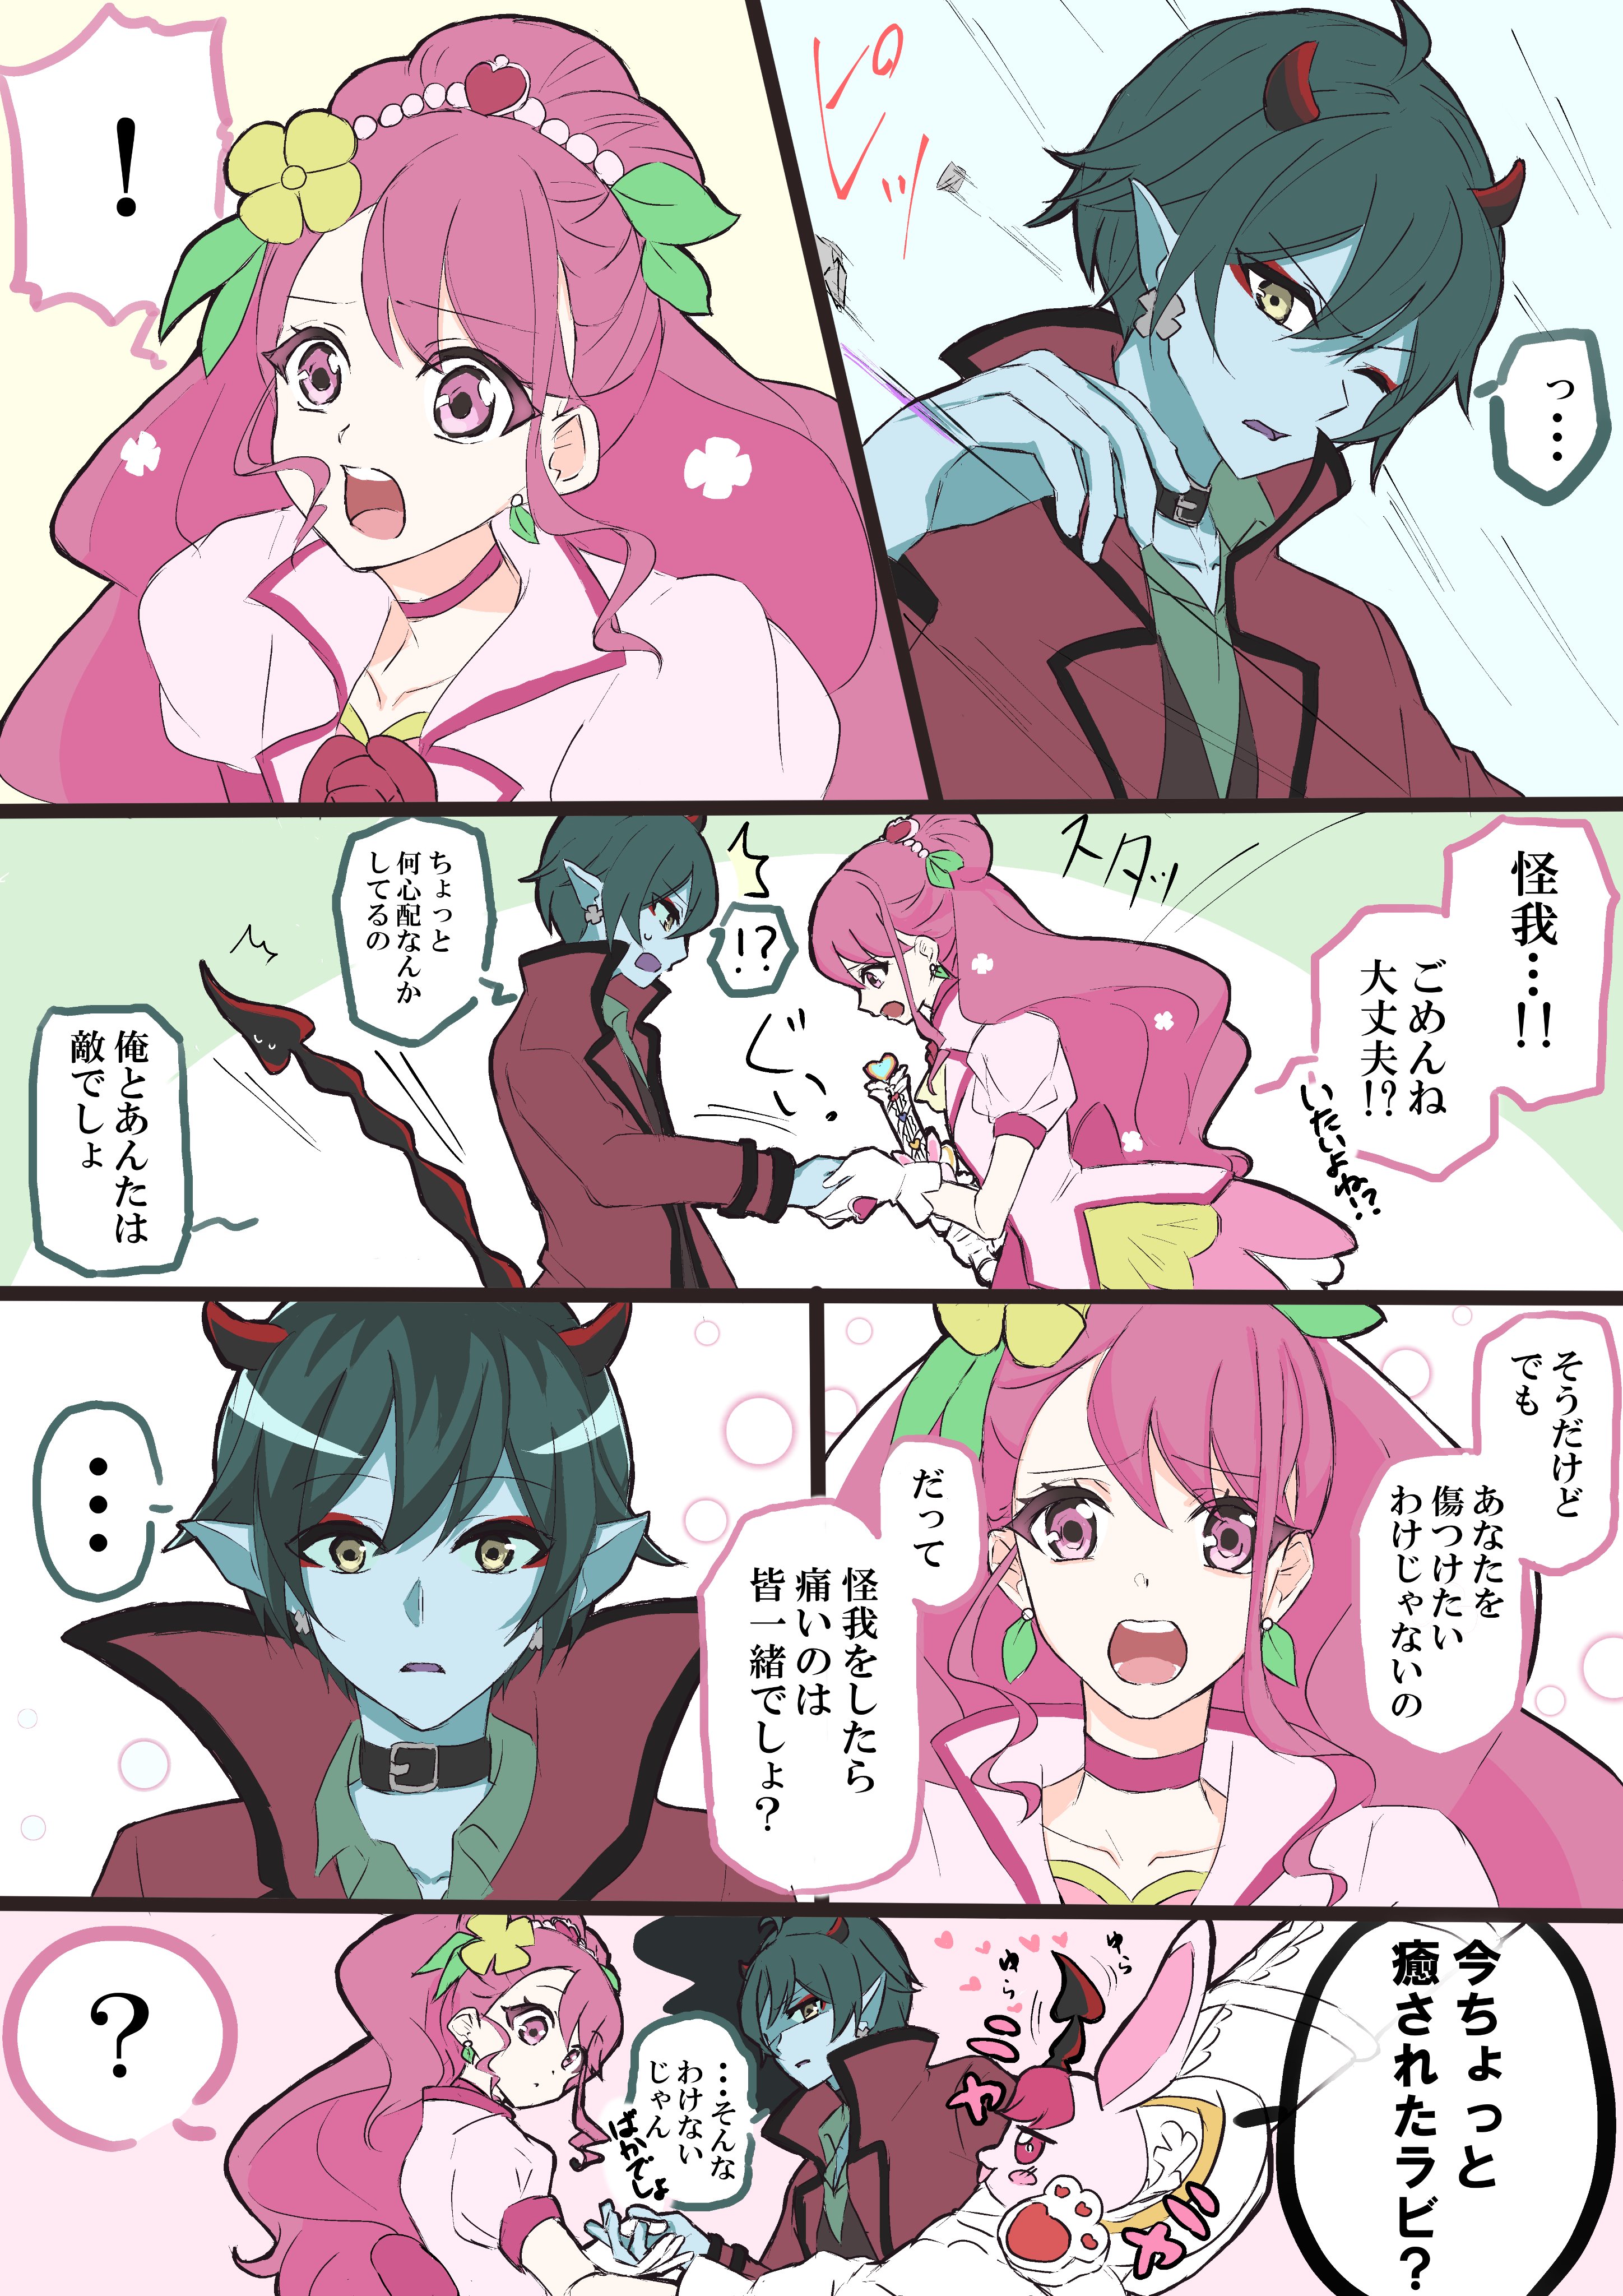 ピッ
っ…
!
怪我…!!
ごめんね
大丈夫!?
いたいよね!?
スタッ
!?
ぐいっ
ちょっと
何心配なんか
してるの
俺とあんたは
敵でしょ
そうだけど
でも
あなたを
傷つけたい
わけじゃないの
だって
怪我をしたら
痛いのは
皆一緒でしょ?
…
今ちょっと
癒されたラビ?
ゆら
ゆら
ニヤ
ニヤ
…そんな
わけない
じゃん
ばかでしょ
?